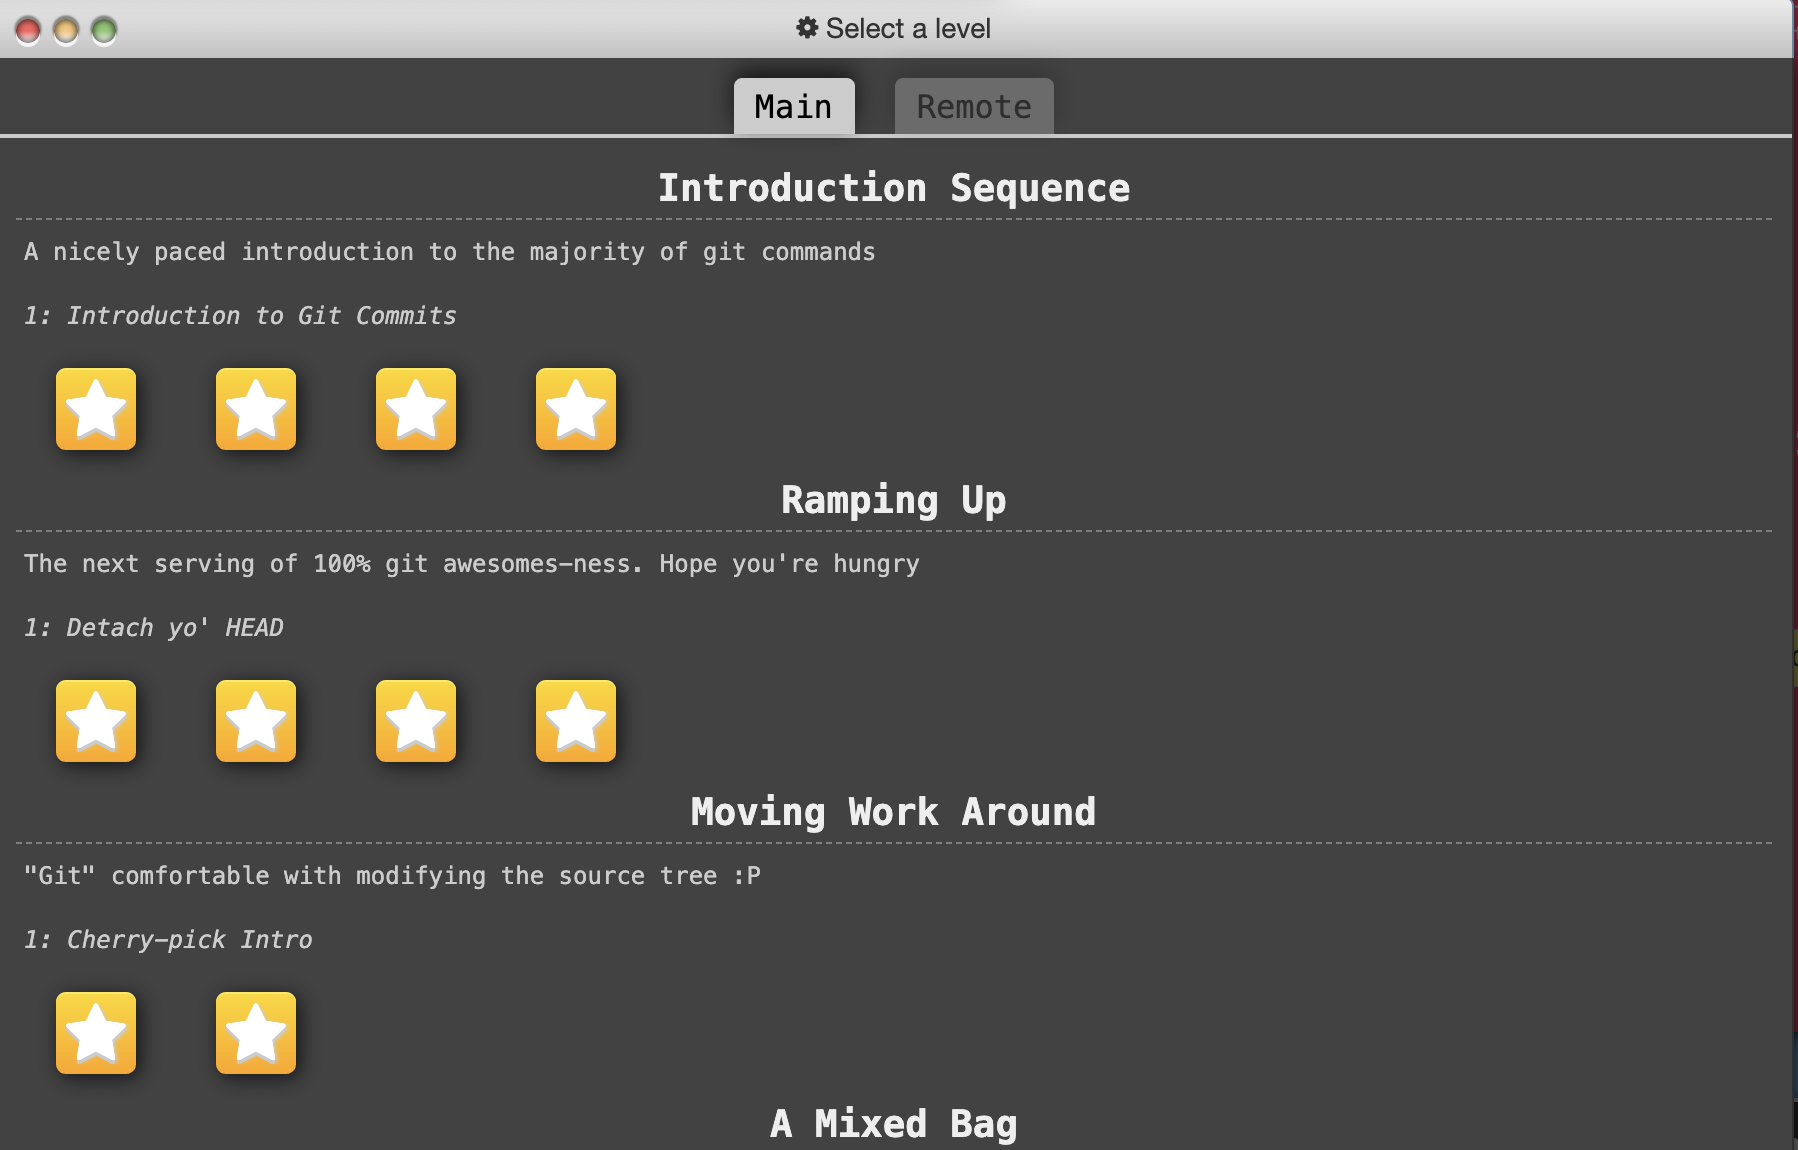 Select a level
Main
Remote
Introduction Sequence
A nicely paced introduction to the majority of git commands
1: Introduction to Git Commits
Ramping Up
The next serving of 100% git awesomes-ness. Hope you're hungry
1: Detach yo' HEAD
Moving Work Around
"Git" comfortable with modifying the source tree :P
1: Cherry-pick Intro
A Mixed Bag